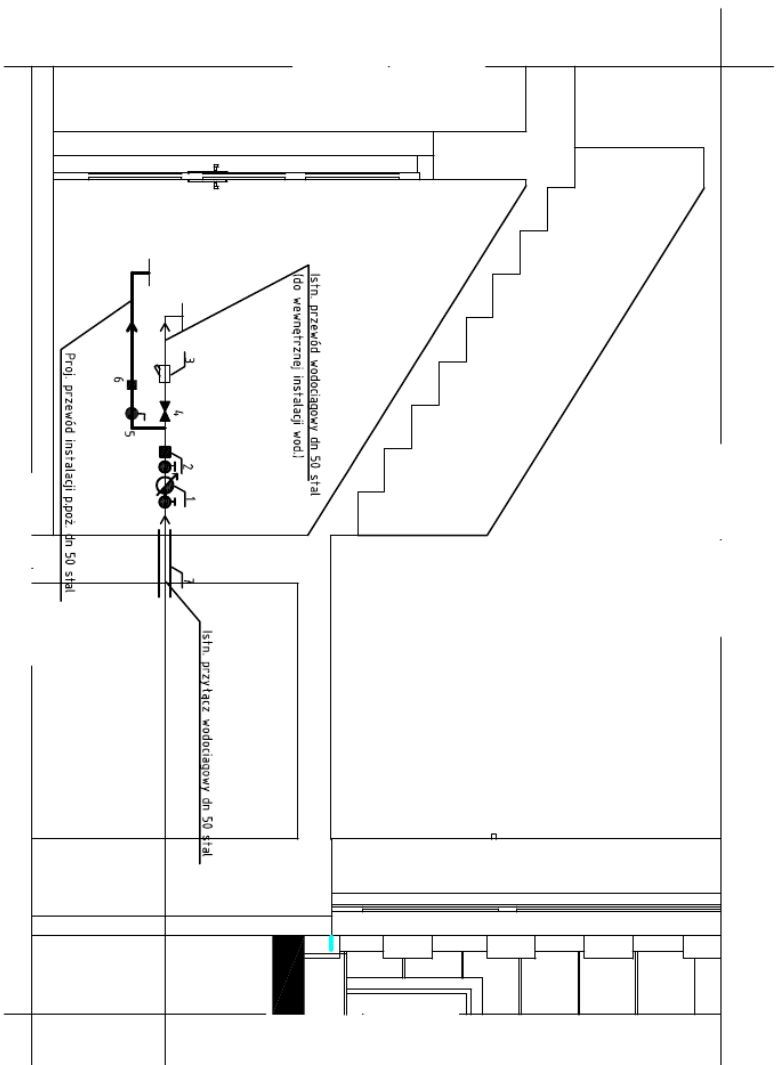 Istn. przewód wodociągowy dn 50 stal
(do wewnętrznej instalacji wod.)
3
6
4
5
2
1
Proj. przewód instalacji p.poż. dn 50 stal
7
Istn. przyłącz wodociągowy dn 50 stal